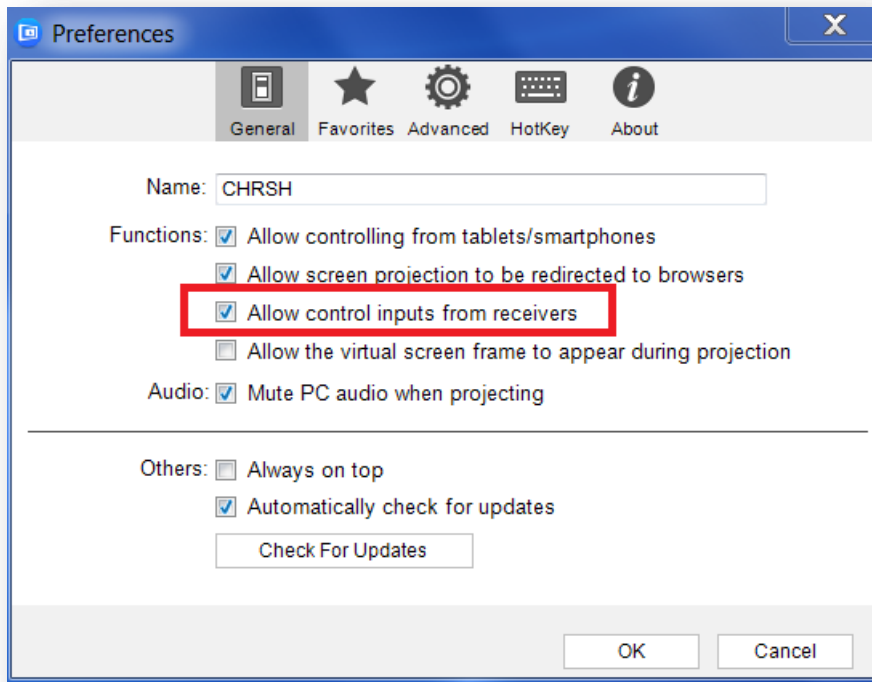 Preferences
General Favorites Advanced HotKey About
Name: CHRSH
Functions: Allow controlling from tablets/smartphones
Allow screen projection to be redirected to browsers
Allow control inputs from receivers
Allow the virtual screen frame to appear during projection
Audio: Mute PC audio when projecting
Others: Always on top
Automatically check for updates
Check For Updates
OK Cancel